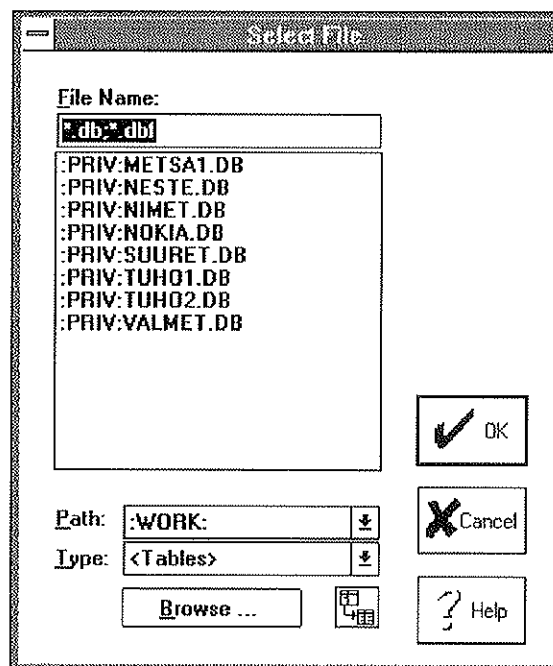 Select File
File Name:
*.db;*.dbf
:PRIV:METSA1.DB
:PRIV:NESTE.DB
:PRIV:NIMET.DB
:PRIV:NOKIA.DB
:PRIV:SUURET.DB
:PRIV:TUHO1.DB
:PRIV:TUHO2.DB
:PRIV:VALMET.DB
OK
Path: :WORK:
Cancel
Type: <Tables>
Browse ...
? Help